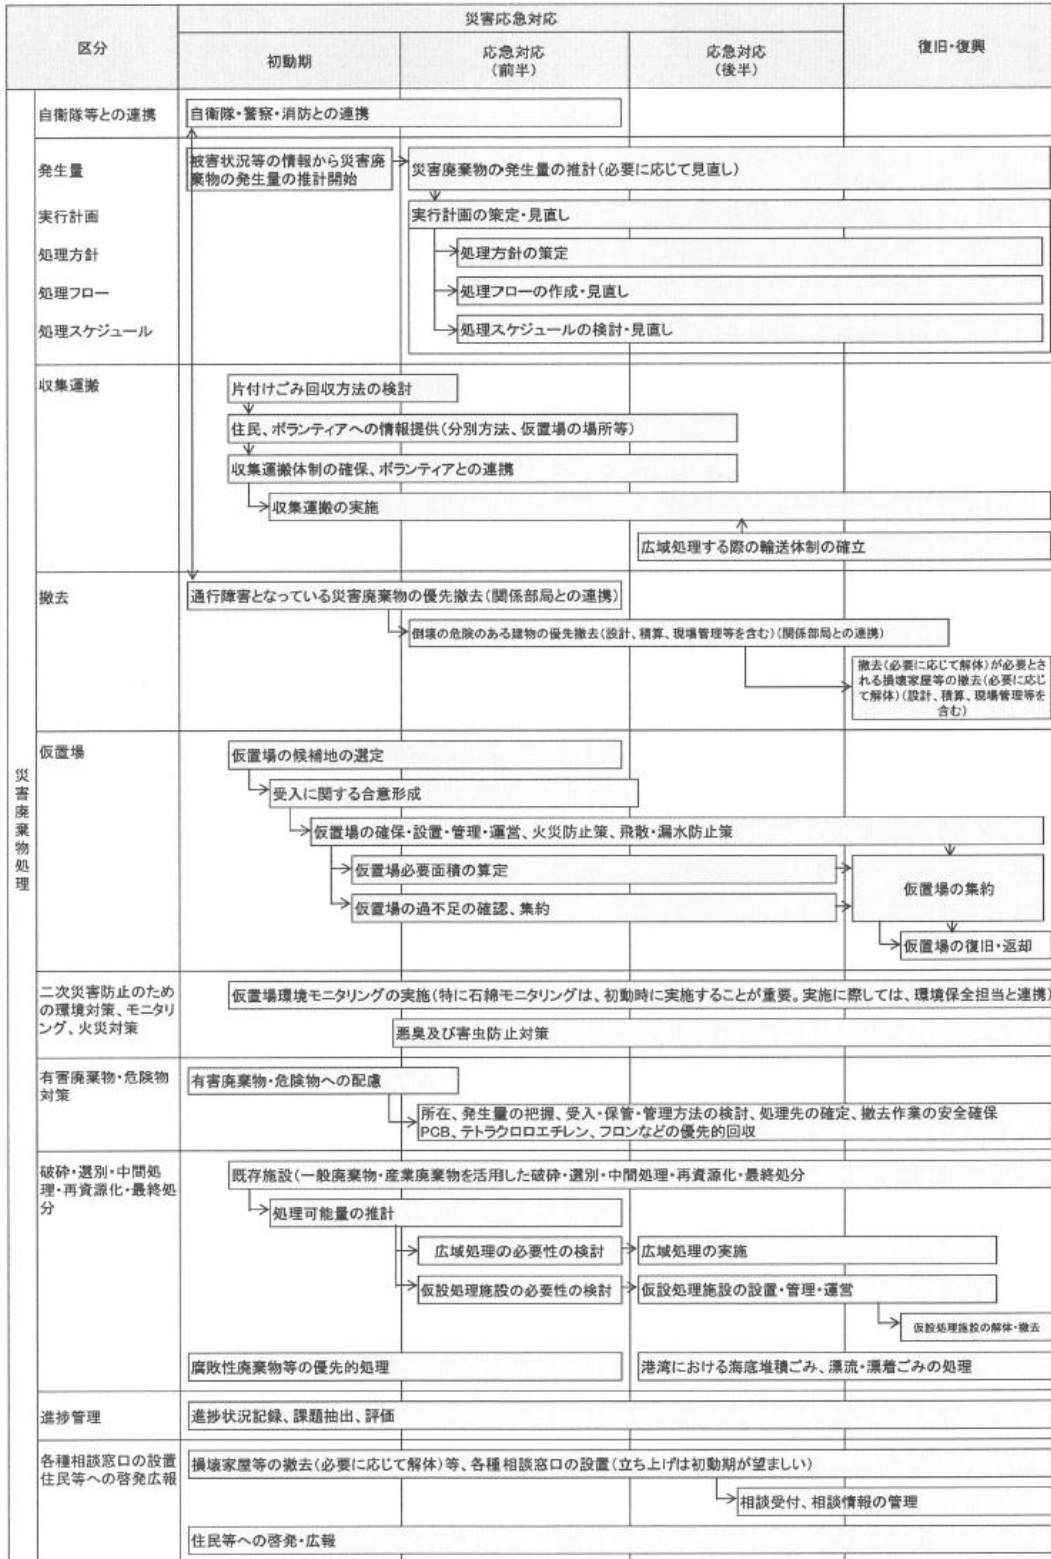 区分
災害応急対応
復旧・復興
初動期
応急対応
(前半)
応急対応
(後半)
災害廃棄物処理
自衛隊等との連携
自衛隊・警察・消防との連携
発生量
被害状況等の情報から災害廃
棄物の発生量の推計開始
災害廃棄物の発生量の推計(必要に応じて見直し)
実行計画
実行計画の策定・見直し
処理方針
処理方針の策定
処理フロー
処理フローの作成・見直し
処理スケジュール
処理スケジュールの検討・見直し
収集運搬
片付けごみ回収方法の検討
住民、ボランティアへの情報提供(分別方法、仮置場の場所等)
収集運搬体制の確保、ボランティアとの連携
収集運搬の実施
広域処理する際の輸送体制の確立
撤去
通行障害となっている災害廃棄物の優先撤去(関係部局との連携)
倒壊の危険のある建物の優先撤去(設計、積算、現場管理等を含む)(関係部局との連携)
撤去(必要に応じて解体)が必要とさ
れる損壊家屋等の撤去(必要に応じ
て解体)(設計、積算、現場管理等を
含む)
仮置場
仮置場の候補地の選定
受入に関する合意形成
仮置場の確保・設置・管理・運営、火災防止策、飛散・漏水防止策
仮置場必要面積の算定
仮置場の集約
仮置場の過不足の確認、集約
仮置場の復旧・返却
二次災害防止のため
の環境対策、モニタリ
ング、火災対策
仮置場環境モニタリングの実施(特に石綿モニタリングは、初動時に実施することが重要。実施に際しては、環境保全担当と連携)
悪臭及び害虫防止対策
有害廃棄物・危険物
対策
有害廃棄物・危険物への配慮
所在、発生量の把握、受入・保管・管理方法の検討、処理先の確定、撤去作業の安全確保
PCB、テトラクロロエチレン、フロンなどの優先的回収
破砕・選別・中間処
理・再資源化・最終処
分
既存施設(一般廃棄物・産業廃棄物を活用した破砕・選別・中間処理・再資源化・最終処分
処理可能量の推計
広域処理の必要性の検討
広域処理の実施
仮設処理施設の必要性の検討
仮設処理施設の設置・管理・運営
仮設処理施設の解体・撤去
腐敗性廃棄物等の優先的処理
港湾における海底堆積ごみ、漂流・漂着ごみの処理
進捗管理
進捗状況記録、課題抽出、評価
各種相談窓口の設置
住民等への啓発広報
損壊家屋等の撤去(必要に応じて解体)等、各種相談窓口の設置(立ち上げは初動期が望ましい)
相談受付、相談情報の管理
住民等への啓発・広報